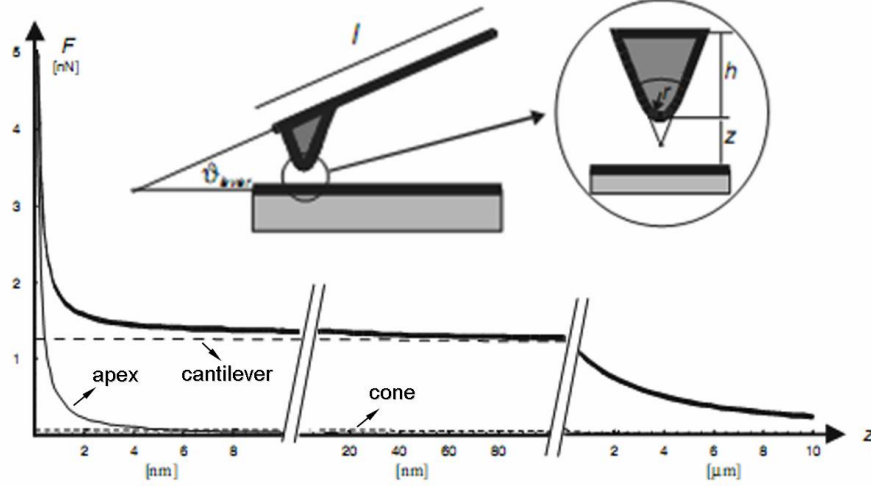 F
[nN]
5
4
3
2
1
l
ϑlever
r
h
z
apex
cantilever
cone
2 4 6 8
[nm]
20 40 60 80
[nm]
2 4 6 8 10
[µm]
z